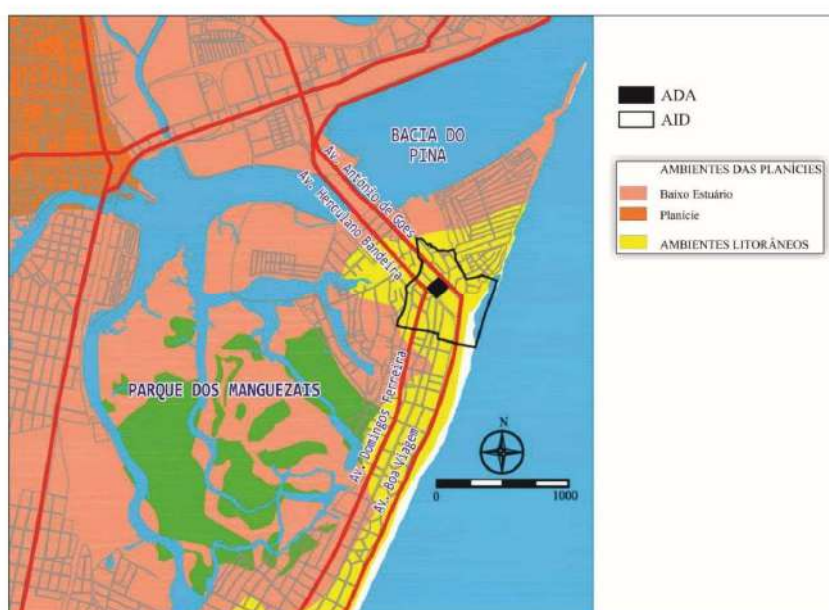 BACIA DO
PINA
Av. Antônio de Góes
Av. Herculano Bandeira
PARQUE DOS MANGUEZAIS
Av. Domingos Ferreira
Av. Boa Viagem
N
0 1000
ADA
AID
AMBIENTES DAS PLANÍCIES
Baixo Estuário
Planície
AMBIENTES LITORÂNEOS